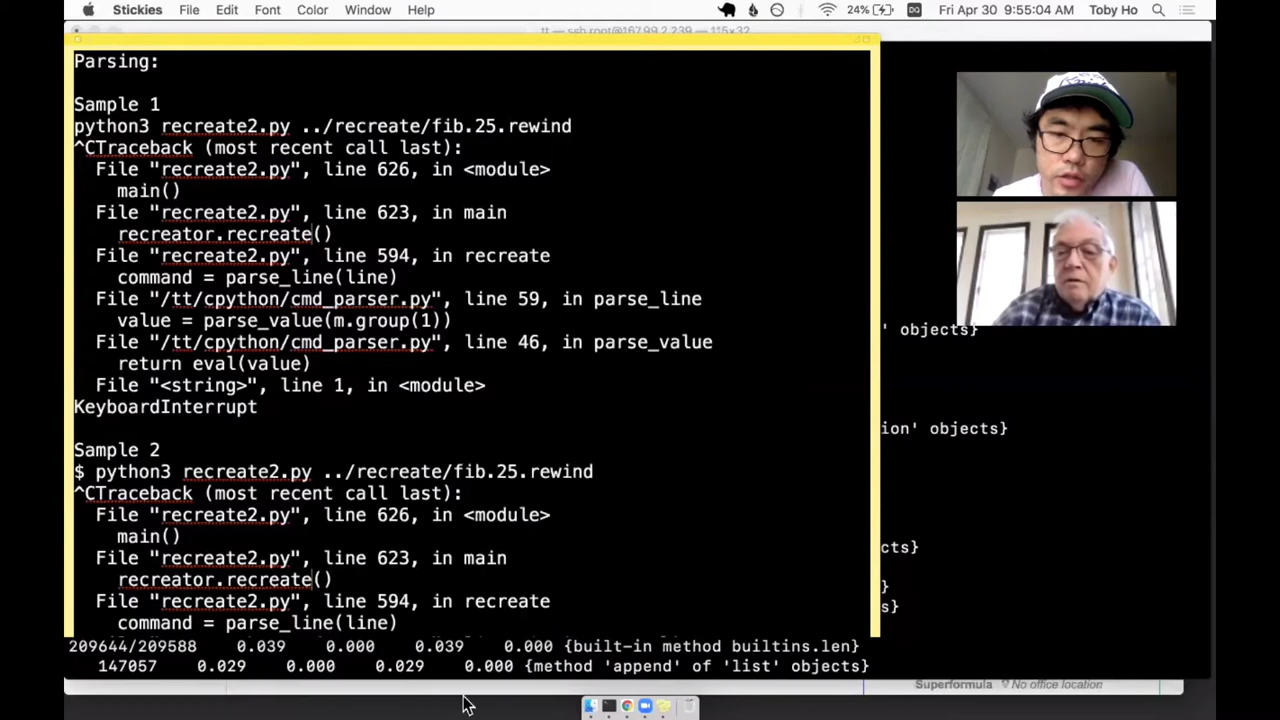 Stickies File Edit Font Color Window Help 24% Fri Apr 30 9:55:04 AM Toby Ho
tt — ssh root@167.99.2.239 — 115×32
Parsing:
Sample 1
python3 recreate2.py ../recreate/fib.25.rewind
^CTraceback (most recent call last):
File "recreate2.py", line 626, in <module>
main()
File "recreate2.py", line 623, in main
recreator.recreate()
File "recreate2.py", line 594, in recreate
command = parse_line(line)
File "/tt/cpython/cmd_parser.py", line 59, in parse_line
value = parse_value(m.group(1))
' objects}
File "/tt/cpython/cmd_parser.py", line 46, in parse_value
return eval(value)
File "<string>", line 1, in <module>
KeyboardInterrupt
ion' objects}
Sample 2
$ python3 recreate2.py ../recreate/fib.25.rewind
^CTraceback (most recent call last):
File "recreate2.py", line 626, in <module>
main()
cts}
File "recreate2.py", line 623, in main
recreator.recreate()
}
File "recreate2.py", line 594, in recreate
s}
command = parse_line(line)
209644/209588 0.039 0.000 0.039 0.000 {built-in method builtins.len}
147057 0.029 0.000 0.029 0.000 {method 'append' of 'list' objects}
Superformula No office location